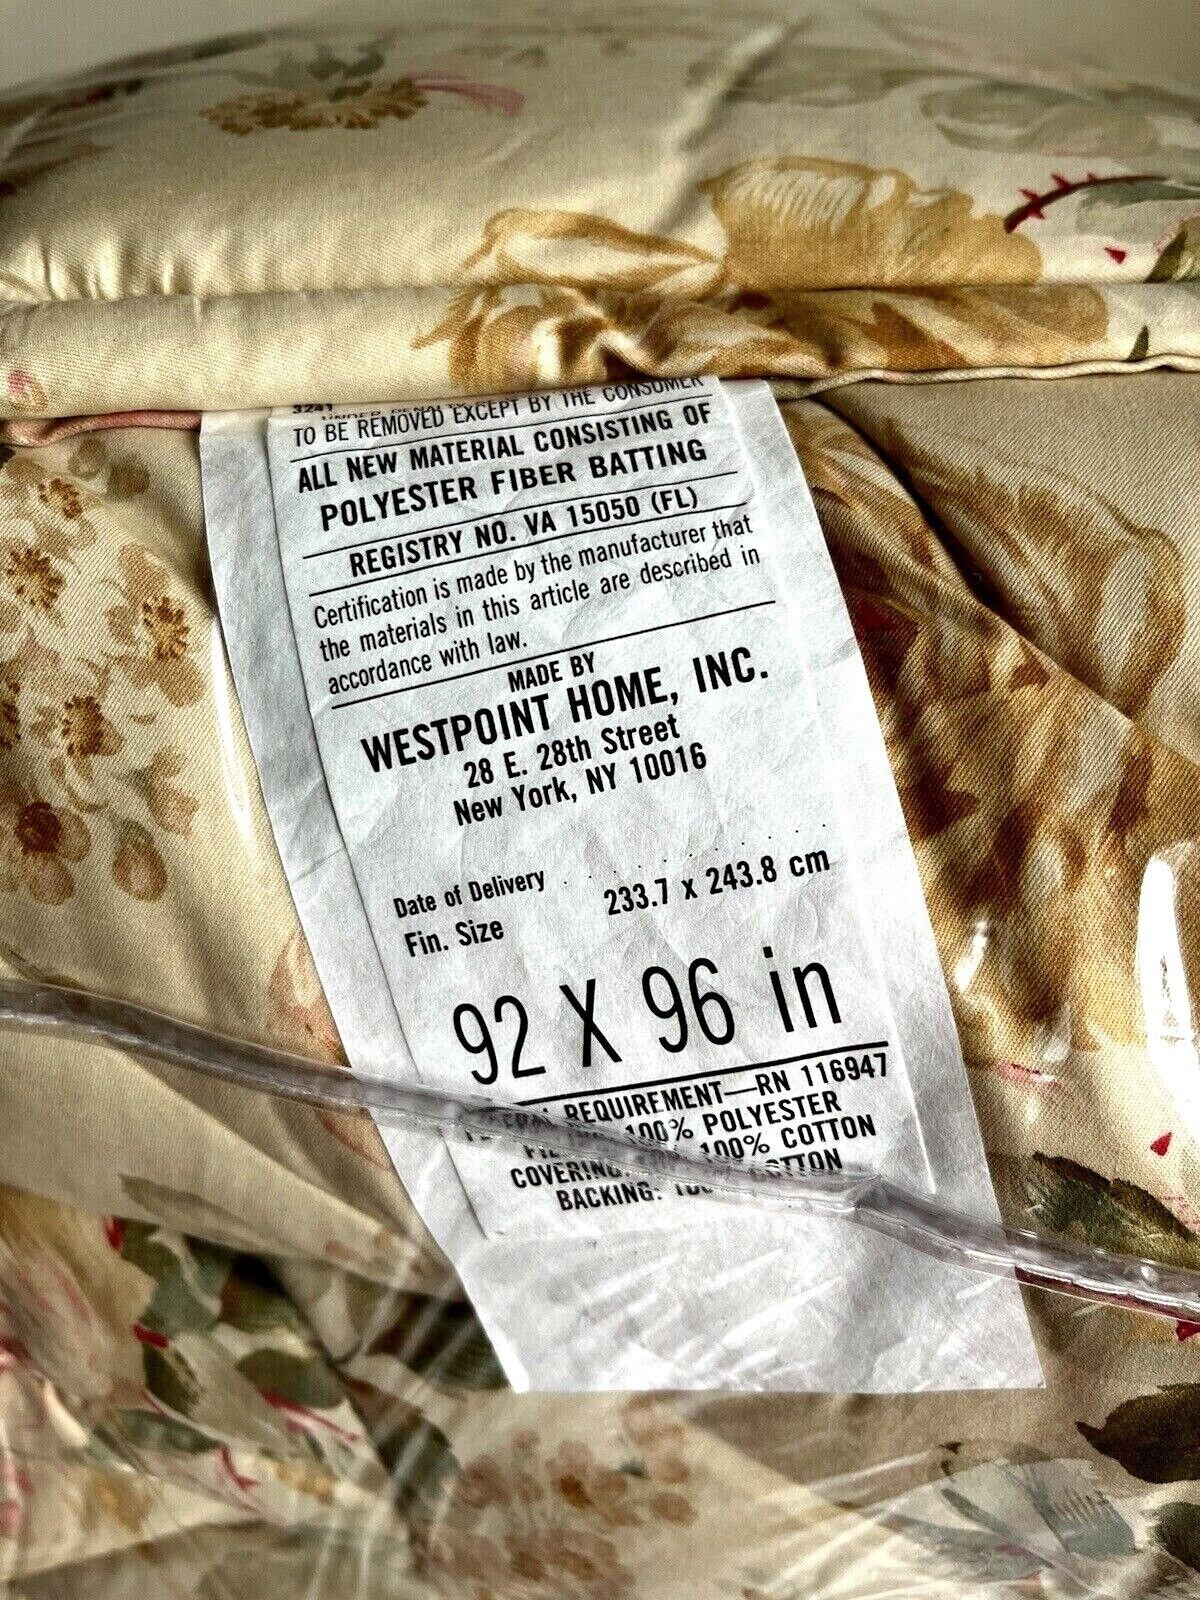 3241
TO BE REMOVED EXCEPT BY THE CONSUMER
ALL NEW MATERIAL CONSISTING OF
POLYESTER FIBER BATTING
REGISTRY NO. VA 15050 (FL)
Certification is made by the manufacturer that
the materials in this article are described in
accordance with law.
MADE BY
WESTPOINT HOME, INC.
28 E. 28th Street
New York, NY 10016
Date of Delivery
Fin. Size 233.7 x 243.8 cm
92 X 96 in
REQUIREMENT—RN 116947
100% POLYESTER
COVERING: 100% COTTON
BACKING: COTTON